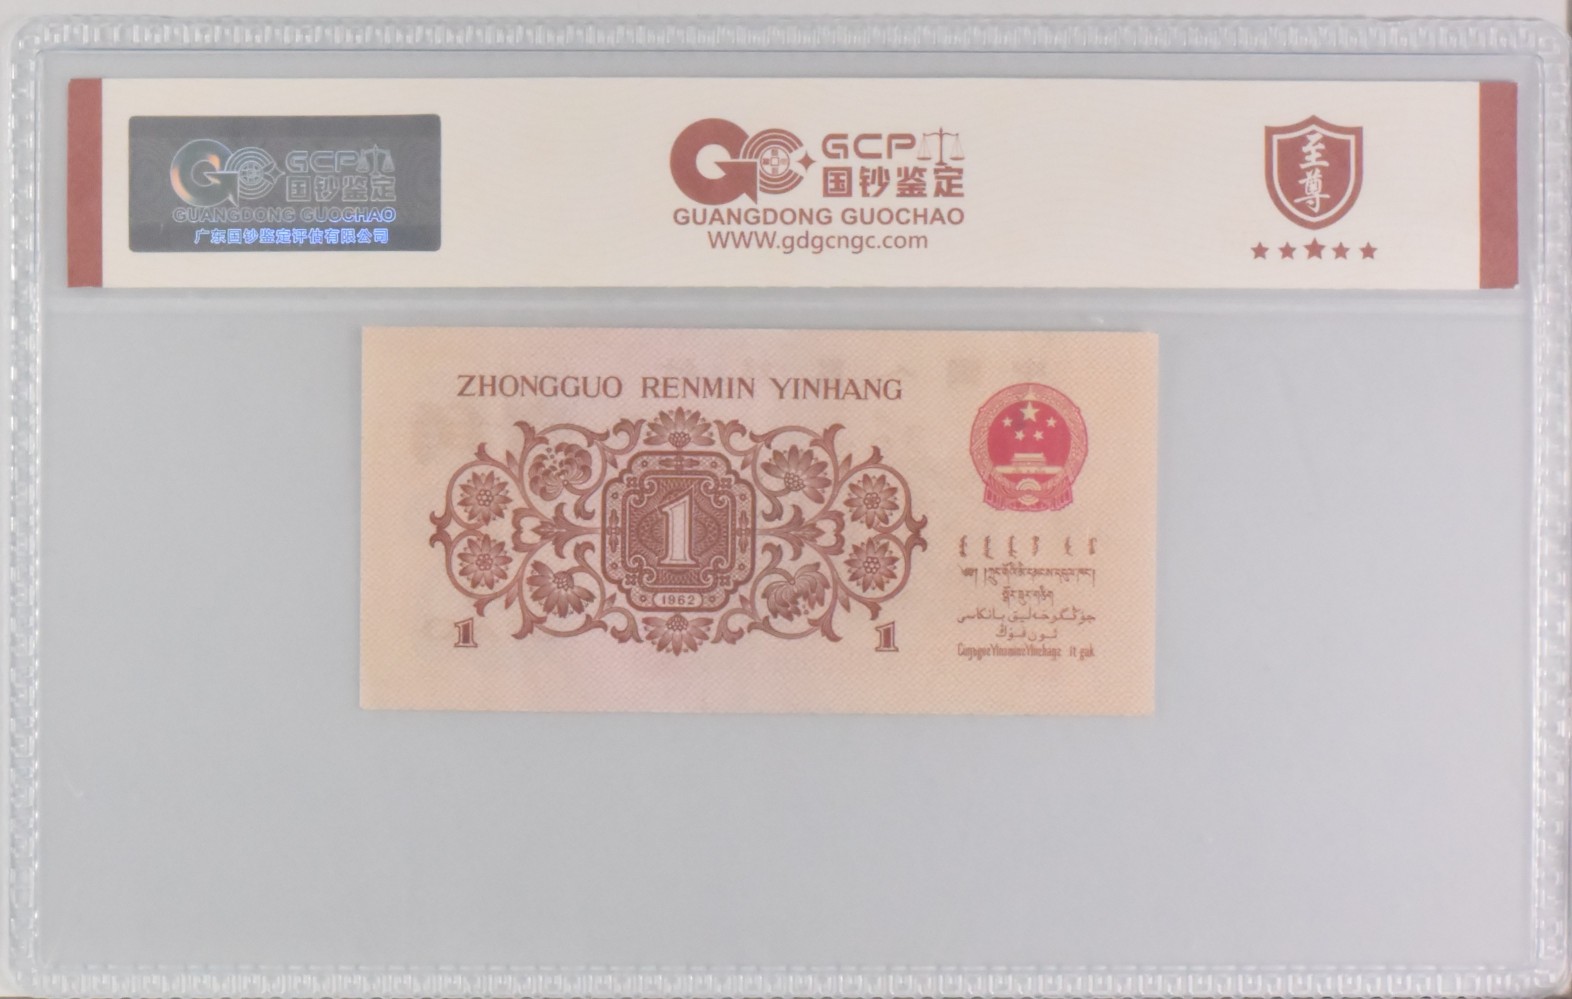 GCP
国钞鉴定
GUANGDONG GUOCHAO
广东国钞鉴定评估有限公司
GCP
国钞鉴定
GUANGDONG GUOCHAO
WWW.gdgcngc.com
至尊
ZHONGGUO RENMIN YINHANG
1
1962
1
1
جۇڭگوخەلىق بانكاسى